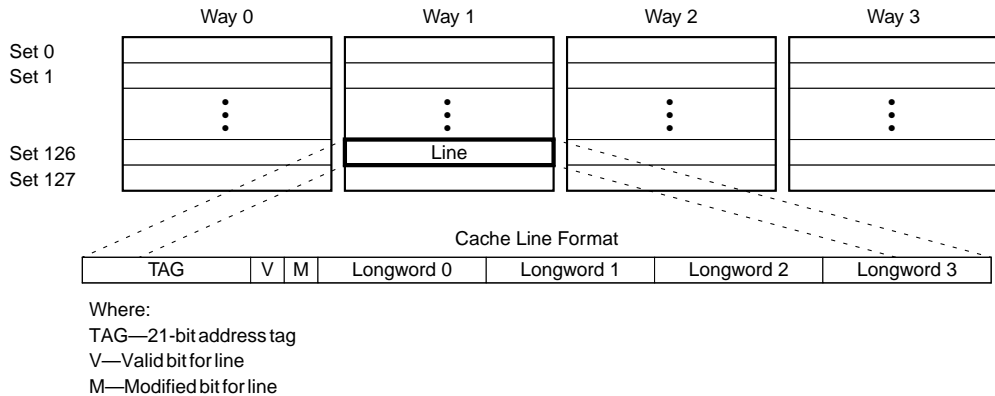 Way 0 Way 1 Way 2 Way 3
Set 0
Set 1
Set 126
Line
Set 127
Cache Line Format
TAG V M Longword 0 Longword 1 Longword 2 Longword 3
Where:
TAG—21-bit address tag
V—Valid bit for line
M—Modified bit for line